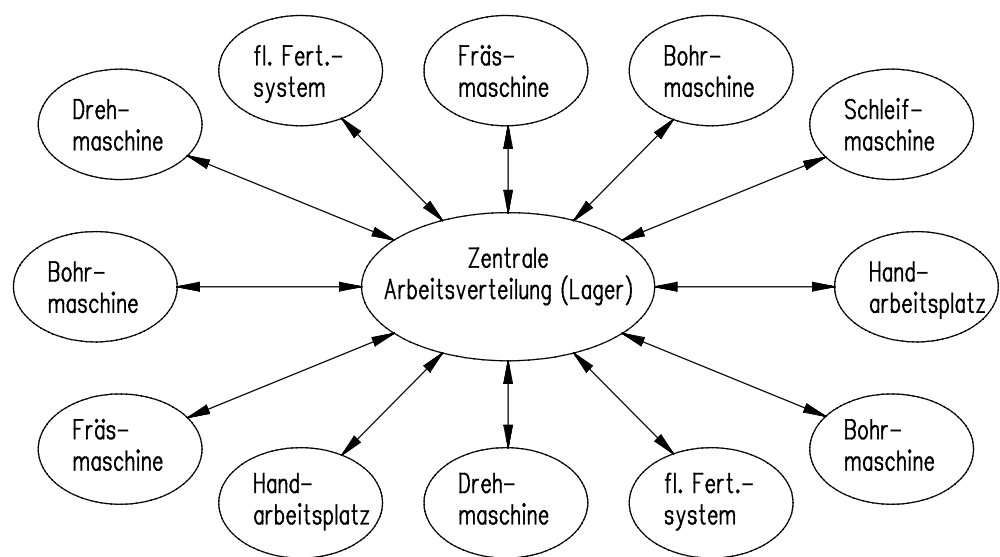 fl. Fert.-
system
Fräs-
maschine
Bohr-
maschine
Dreh-
maschine
Schleif-
maschine
Zentrale
Arbeitsverteilung (Lager)
Bohr-
maschine
Hand-
arbeitsplatz
Fräs-
maschine
Bohr-
maschine
Hand-
arbeitsplatz
Dreh-
maschine
fl. Fert.-
system